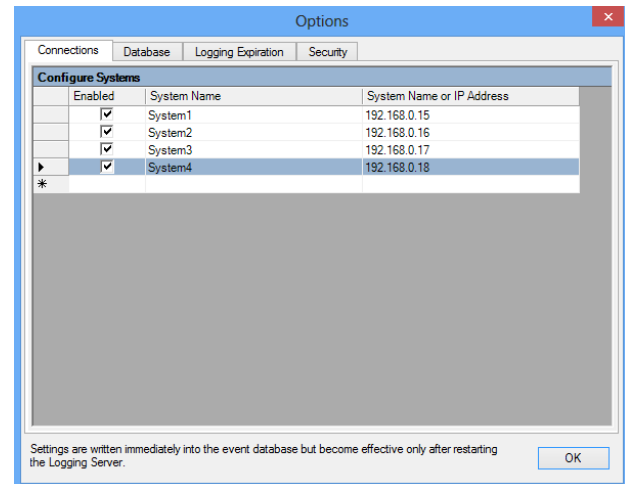 Options
Connections Database Logging Expiration Security
Configure Systems
Enabled System Name System Name or IP Address
System1 192.168.0.15
System2 192.168.0.16
System3 192.168.0.17
System4 192.168.0.18
Settings are written immediately into the event database but become effective only after restarting
the Logging Server.
OK